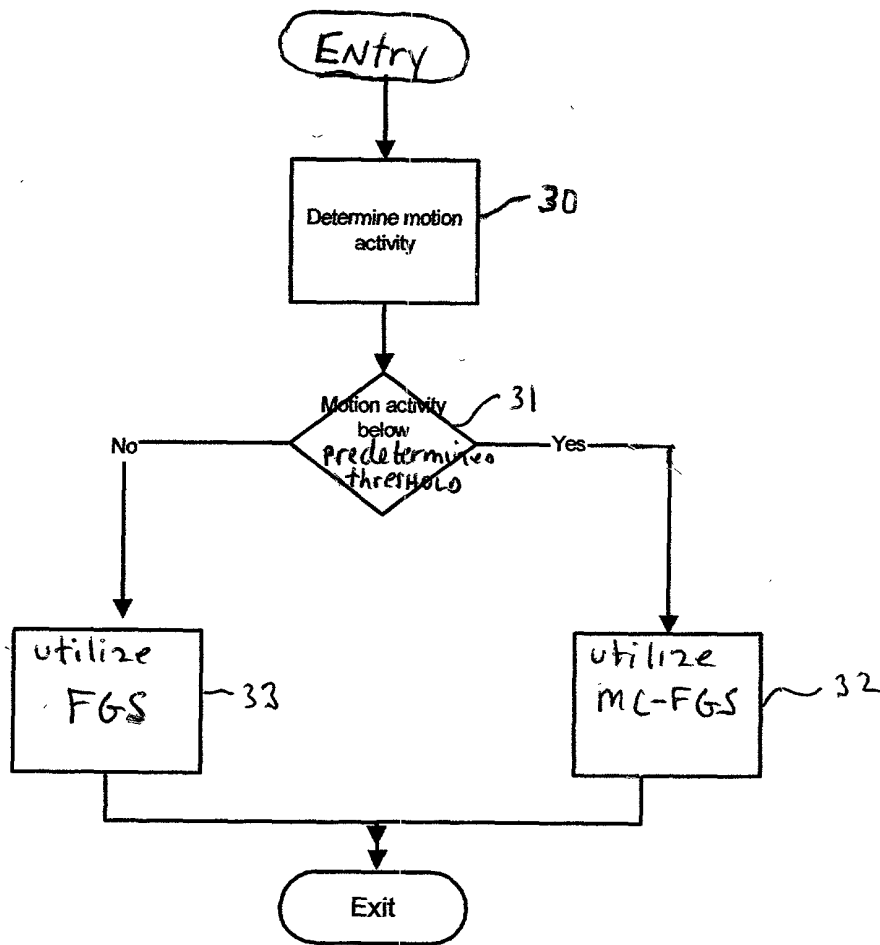 ENtry
Determine motion
activity
30
Motion activity
below
predetermined
thresHOLD
31
No
Yes
utilize
FGS
33
utilize
MC-FGS
32
Exit